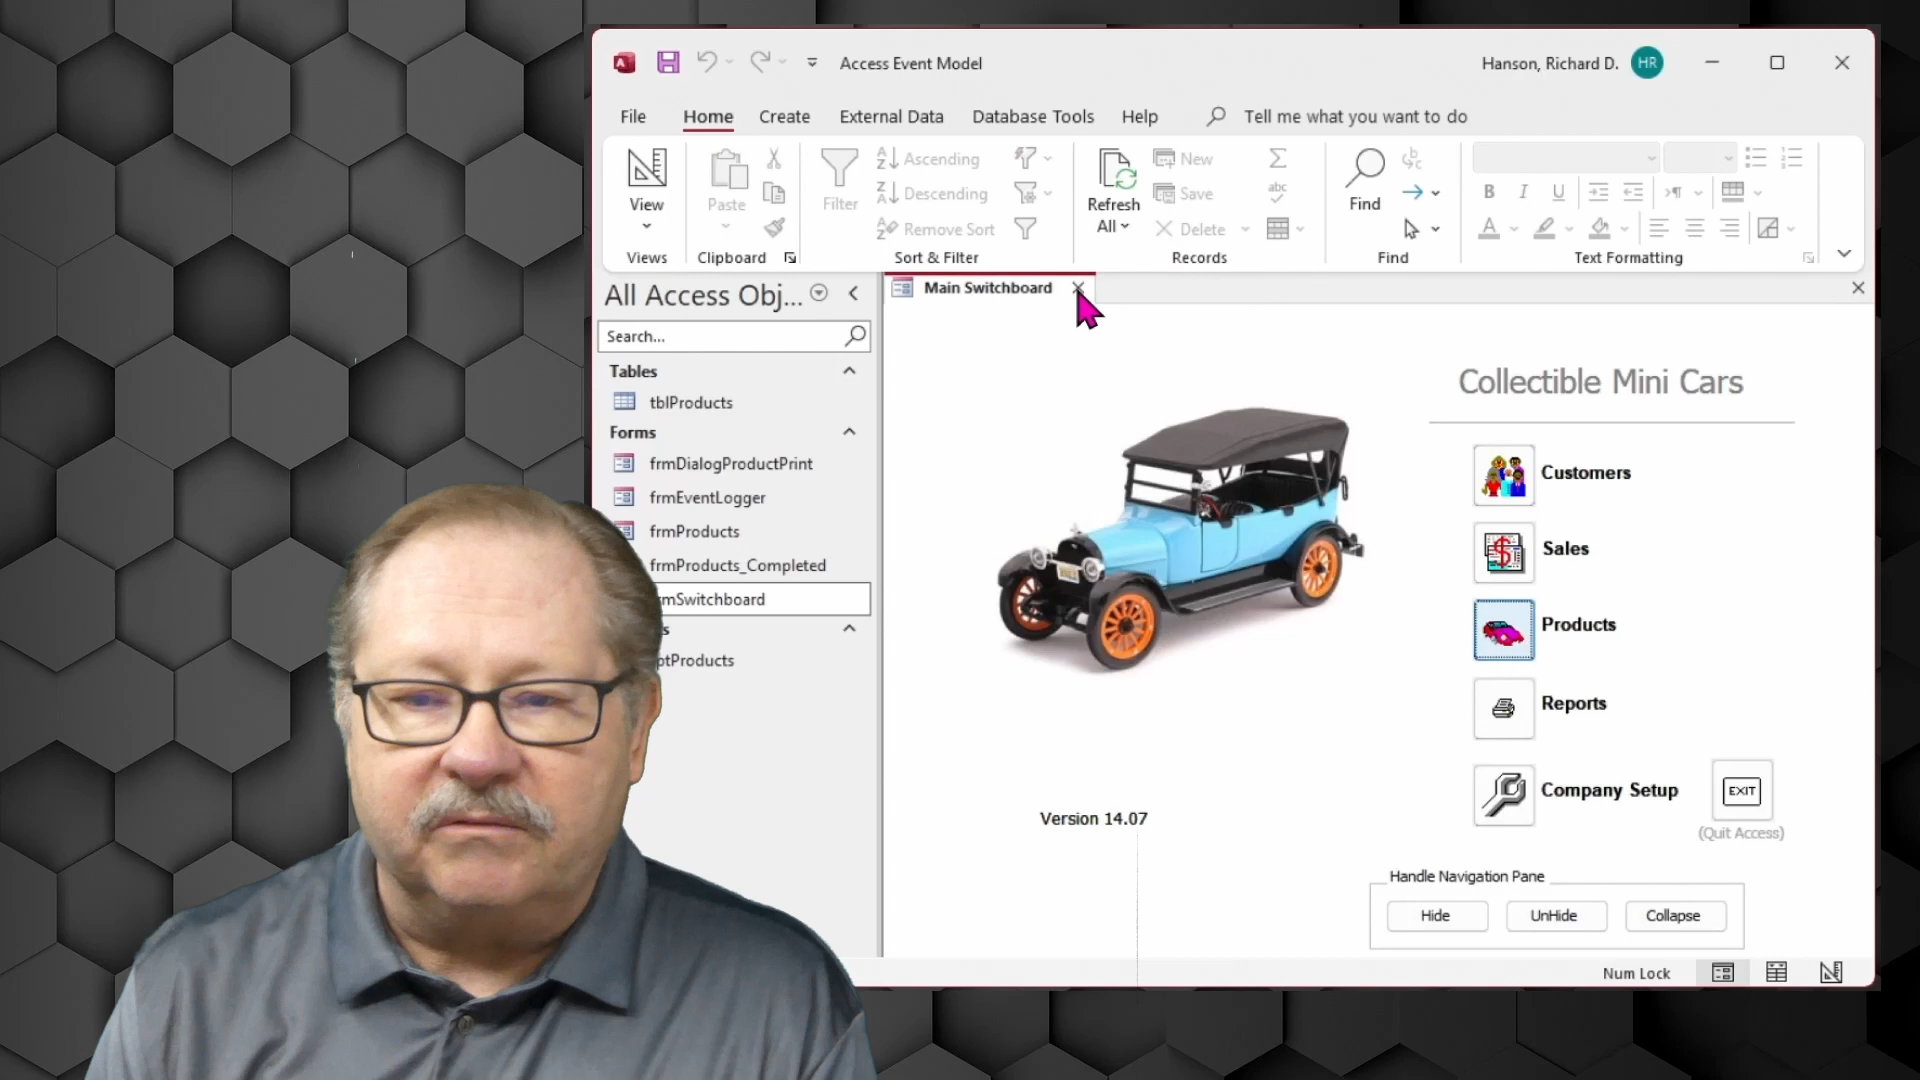 Access Event Model
Hanson, Richard D.
HR
File Home Create External Data Database Tools Help Tell me what you want to do
View
Views
Paste
Clipboard
Filter
Ascending
Descending
Remove Sort
Sort & Filter
Refresh
All
New
Save
Delete
Records
Find
Find
B I U
Text Formatting
All Access Obj...
Search...
Tables
tblProducts
Forms
frmDialogProductPrint
frmEventLogger
frmProducts
frmProducts_Completed
rmSwitchboard
s
ptProducts
Main Switchboard
Collectible Mini Cars
Customers
Sales
Products
Reports
Company Setup
EXIT
(Quit Access)
Version 14.07
Handle Navigation Pane
Hide UnHide Collapse
Num Lock